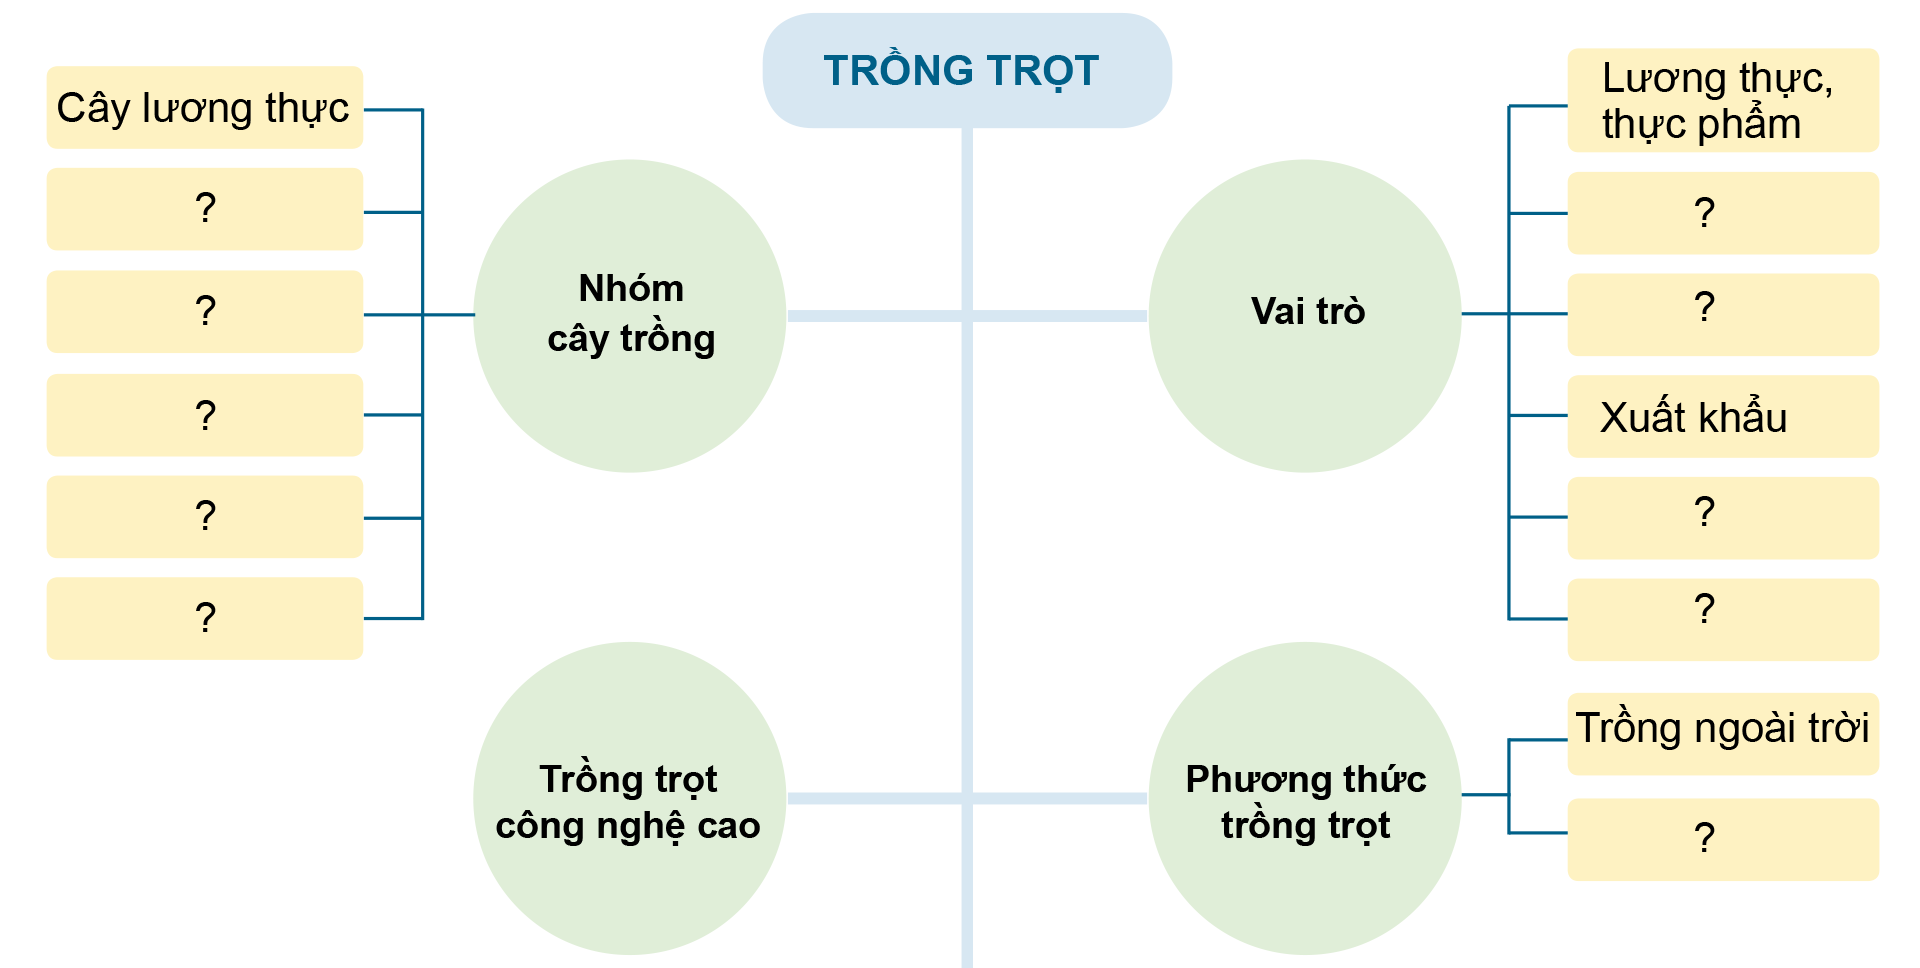 TRỒNG TRỌT
Cây lương thực
?
?
?
?
?
Nhóm
cây trồng
Vai trò
Lương thực,
thực phẩm
?
?
Xuất khẩu
?
?
Trồng trọt
công nghệ cao
Phương thức
trồng trọt
Trồng ngoài trời
?